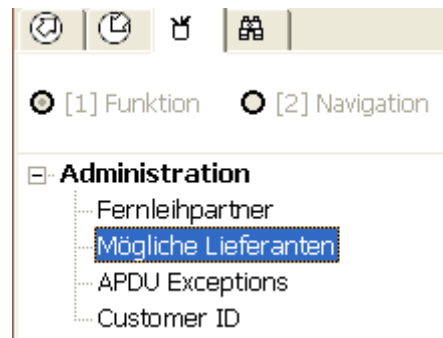 [1] Funktion [2] Navigation
Administration
Fernleihpartner
Mögliche Lieferanten
APDU Exceptions
Customer ID